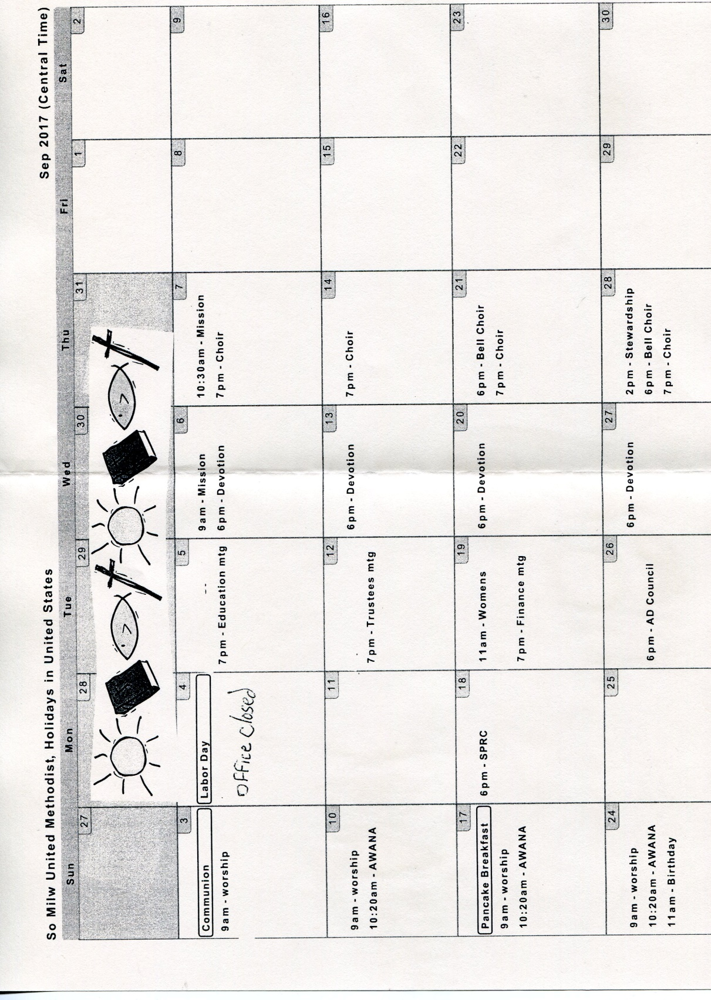 So Milw United Methodist, Holidays in United States
Sep 2017 (Central Time)
Sun Mon Tue Wed Thu Fri Sat
27 28 29 30 31 1 2
3
Communion
9am - worship
4
Labor Day
Office Closed
5
7pm - Education mtg
6
9am - Mission
6pm - Devotion
7
10:30am - Mission
7pm - Choir
8
9
10
9am - worship
10:20am - AWANA
11
12
7pm - Trustees mtg
13
6pm - Devotion
14
7pm - Choir
15
16
17
Pancake Breakfast
9am - worship
10:20am - AWANA
18
6pm - SPRC
19
11am - Womens
7pm - Finance mtg
20
6pm - Devotion
21
6pm - Bell Choir
7pm - Choir
22
23
24
9am - worship
10:20am - AWANA
11am - Birthday
25
26
6pm - AD Council
27
6pm - Devotion
28
2pm - Stewardship
6pm - Bell Choir
7pm - Choir
29
30